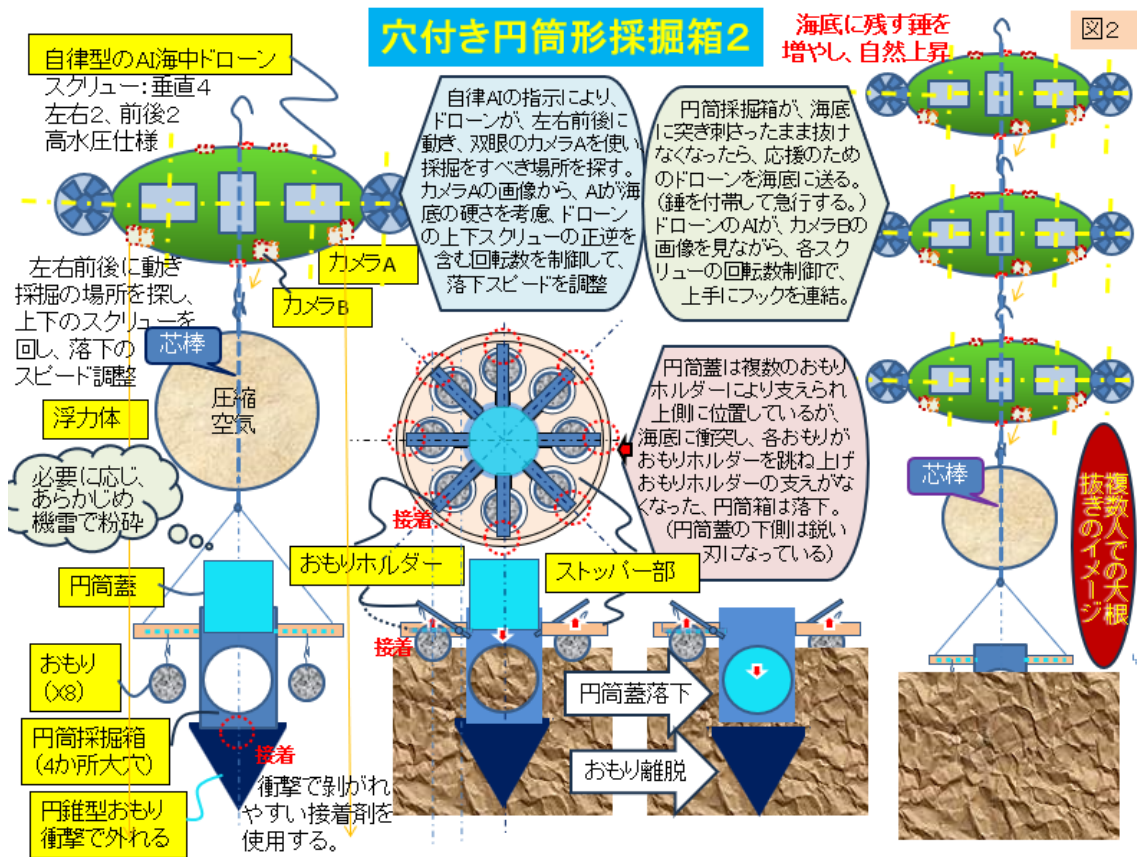 穴付き円筒形採掘箱2
海底に残す錘を
増やし、自然上昇
図2
自律型のAI海中ドローン
スクリュー：垂直4
左右2、前後2
高水圧仕様
自律AIの指示により、
ドローンが、左右前後に
動き、双眼のカメラAを使い
採掘をすべき場所を探す。
カメラAの画像から、AIが海
底の硬さを考慮、ドローン
の上下スクリューの正逆を
含む回転数を制御して、
落下スピードを調整
円筒採掘箱が、海底
に突き刺さったまま抜け
なくなったら、応援のため
のドローンを海底に送る。
（錘を付帯して急行する。）
ドローンのAIが、カメラBの
画像を見ながら、各スク
リューの回転数制御で、
上手にフックを連結。
カメラA
カメラB
左右前後に動き
採掘の場所を探し、
上下のスクリューを
回し、落下の
スピード調整
芯棒
圧縮
空気
浮力体
必要に応じ、
あらかじめ
機雷で粉砕
円筒蓋
おもり
（X8）
円筒採掘箱
（4か所大穴）
円錐型おもり
衝撃で外れる
接着
衝撃で剥がれ
やすい接着剤を
使用する。
接着
おもりホルダー
ストッパー部
接着
円筒蓋は複数のおもり
ホルダーにより支えられ
上側に位置しているが、
海底に衝突し、各おもりが
おもりホルダーを跳ね上げ
おもりホルダーの支えがな
くなった、円筒箱は落下。
（円筒蓋の下側は鋭い
刃になっている）
円筒蓋落下
おもり離脱
芯棒
複数人での大根
抜きのイメージ